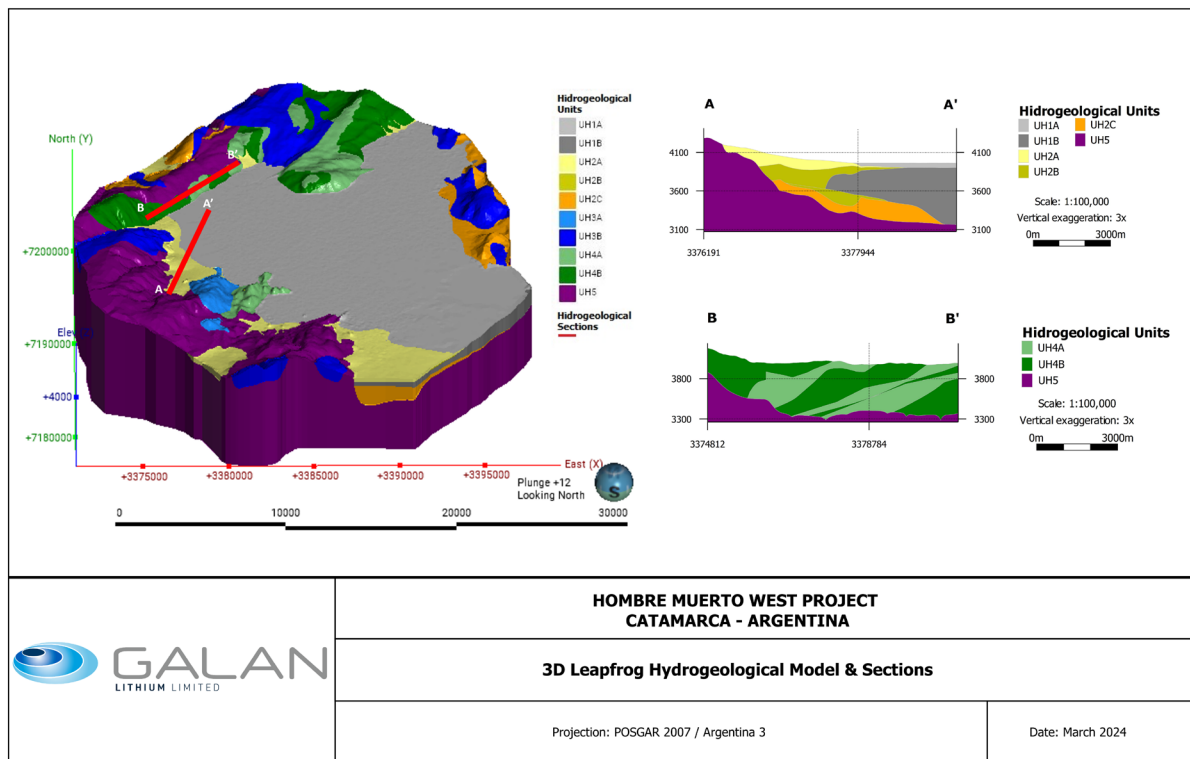 North (Y)
+7200000
Elev
+7190000
+4000
+7180000
+3375000
+3380000
+3385000
+3390000
+3395000
East (X)
Plunge +12
Looking North
S
0
10000
20000
30000
B
B'
A
A'
Hidrogeological
Units
UH1A
UH1B
UH2A
UH2B
UH2C
UH3A
UH3B
UH4A
UH4B
UH5
Hidrogeological
Sections
A
A'
4100
3600
3100
4100
3600
3100
3376191
3377944
Hidrogeological Units
UH1A
UH1B
UH2A
UH2B
UH2C
UH5
Scale: 1:100,000
Vertical exaggeration: 3x
0m
3000m
B
B'
3800
3300
3800
3300
3374812
3378784
Hidrogeological Units
UH4A
UH4B
UH5
Scale: 1:100,000
Vertical exaggeration: 3x
0m
3000m
GALAN
LITHIUM LIMITED
HOMBRE MUERTO WEST PROJECT
CATAMARCA - ARGENTINA
3D Leapfrog Hydrogeological Model & Sections
Projection: POSGAR 2007 / Argentina 3
Date: March 2024